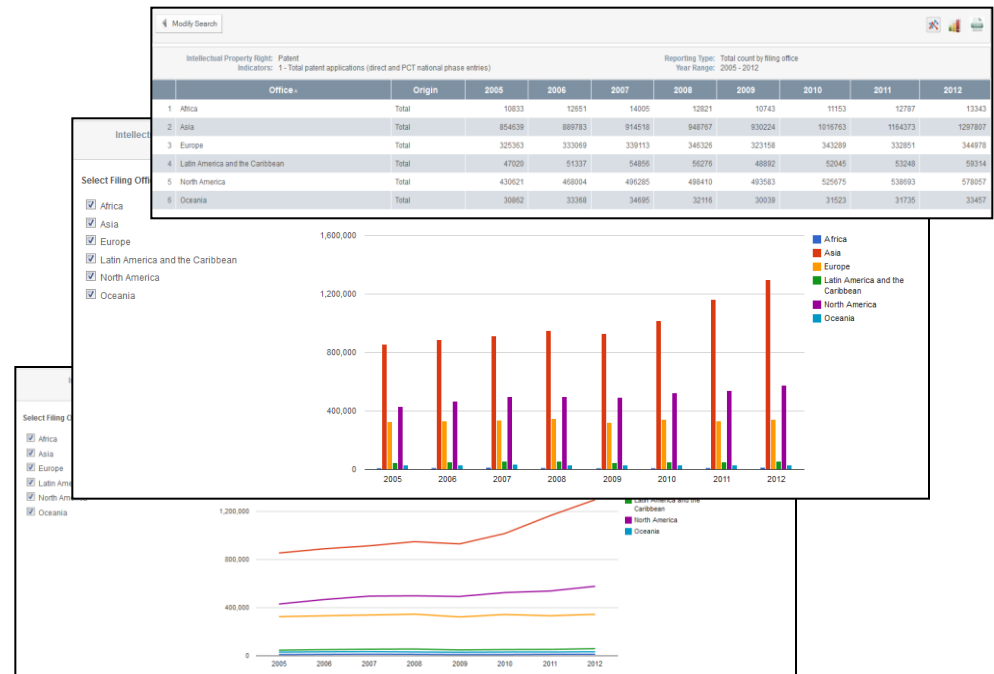 Modify Search
Intellectual Property Right: Patent
Indicators: 1 - Total patent applications (direct and PCT national phase entries)
Reporting Type: Total count by filing office
Year Range: 2005 - 2012
Office Origin 2005 2006 2007 2008 2009 2010 2011 2012
1 Africa Total 10833 12651 14005 12821 10743 11153 12787 13343
2 Asia Total 854639 889783 914518 948767 930224 1016763 1164373 1297807
3 Europe Total 325363 333069 339113 346326 323158 343289 332851 344978
4 Latin America and the Caribbean Total 47020 51337 54856 56276 48892 52045 53248 59314
5 North America Total 430621 468004 496285 498410 493583 525675 538693 578057
6 Oceania Total 30862 33368 34695 32116 30039 31523 31735 33457
Intellect
Select Filing Offi
Africa
Asia
Europe
Latin America and the Caribbean
North America
Oceania
1,600,000
1,200,000
800,000
400,000
0
2005 2006 2007 2008 2009 2010 2011 2012
Africa
Asia
Europe
Latin America and the
Caribbean
North America
Oceania
Select Filing O
Africa
Asia
Europe
Latin Ame
North Am
Oceania
1,200,000
800,000
400,000
0
2005 2006 2007 2008 2009 2010 2011 2012
Latin America and the
Caribbean
North America
Oceania